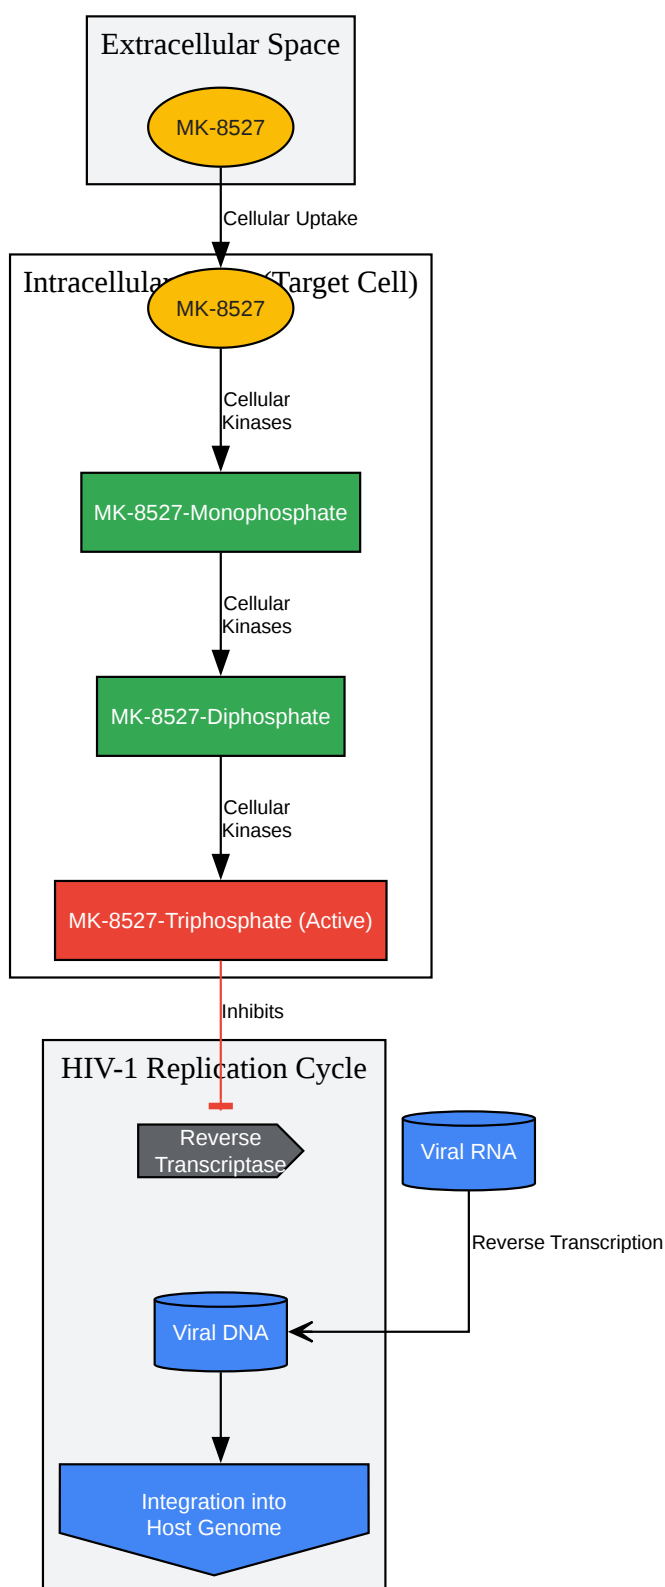 Extracellular Space
MK-8527
Cellular Uptake
Intracellular (Target Cell)
MK-8527
Cellular
Kinases
MK-8527-Monophosphate
Cellular
Kinases
MK-8527-Diphosphate
Cellular
Kinases
MK-8527-Triphosphate (Active)
Inhibits
HIV-1 Replication Cycle
Reverse
Transcriptase
Viral RNA
Reverse Transcription
Viral DNA
Integration into
Host Genome